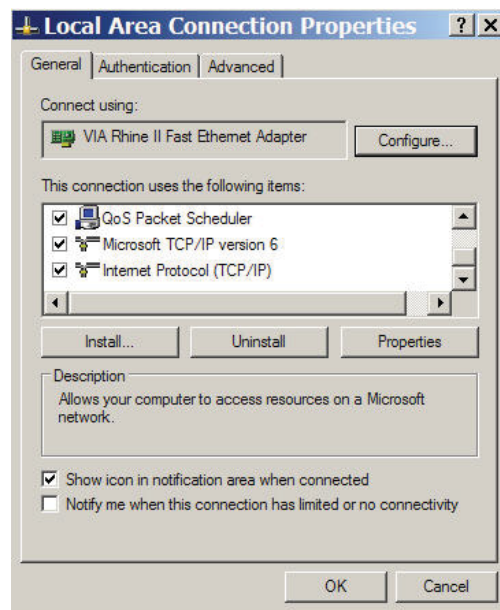 Local Area Connection Properties
General Authentication Advanced
Connect using:
VIA Rhine II Fast Ethernet Adapter Configure...
This connection uses the following items:
QoS Packet Scheduler
Microsoft TCP/IP version 6
Internet Protocol (TCP/IP)
Install... Uninstall Properties
Description
Allows your computer to access resources on a Microsoft
network.
Show icon in notification area when connected
Notify me when this connection has limited or no connectivity
OK Cancel